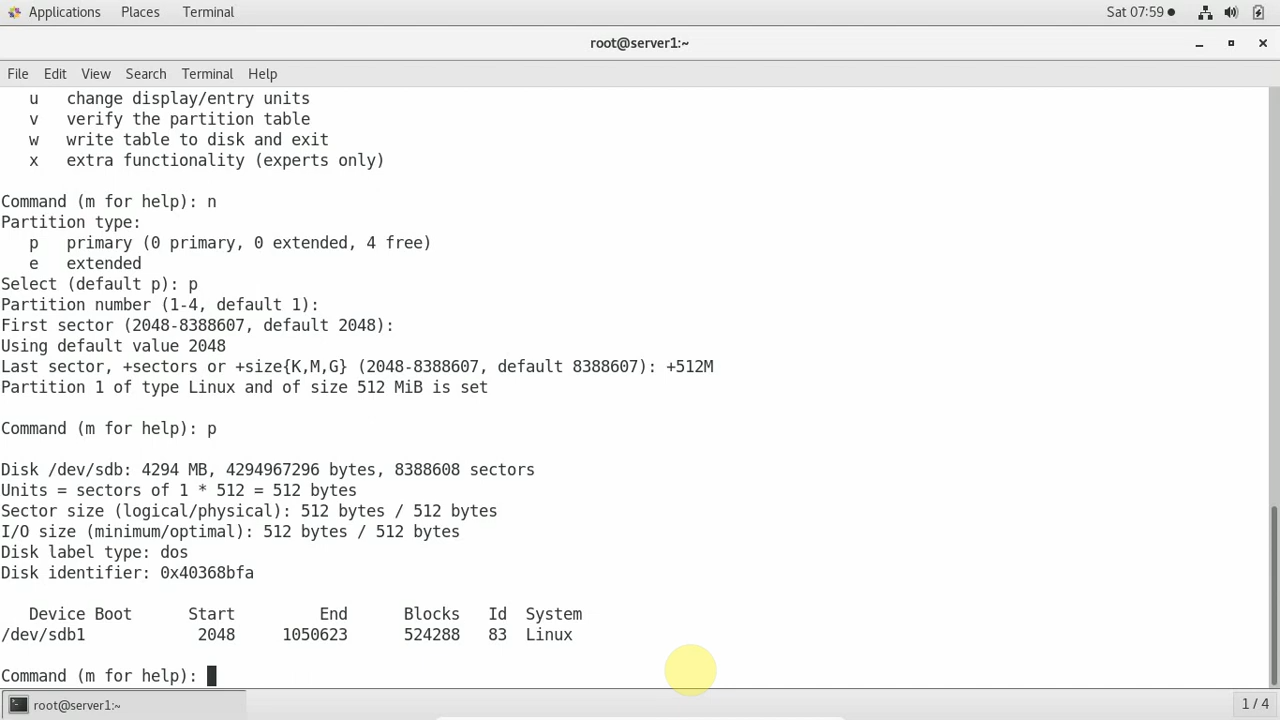 Applications Places Terminal Sat 07:59
root@server1:~
File Edit View Search Terminal Help
   u   change display/entry units
   v   verify the partition table
   w   write table to disk and exit
   x   extra functionality (experts only)
Command (m for help): n
Partition type:
   p   primary (0 primary, 0 extended, 4 free)
   e   extended
Select (default p): p
Partition number (1-4, default 1):
First sector (2048-8388607, default 2048):
Using default value 2048
Last sector, +sectors or +size{K,M,G} (2048-8388607, default 8388607): +512M
Partition 1 of type Linux and of size 512 MiB is set
Command (m for help): p
Disk /dev/sdb: 4294 MB, 4294967296 bytes, 8388608 sectors
Units = sectors of 1 * 512 = 512 bytes
Sector size (logical/physical): 512 bytes / 512 bytes
I/O size (minimum/optimal): 512 bytes / 512 bytes
Disk label type: dos
Disk identifier: 0x40368bfa
   Device Boot      Start         End      Blocks   Id  System
/dev/sdb1            2048     1050623      524288   83  Linux
Command (m for help):
root@server1:~ 1 / 4